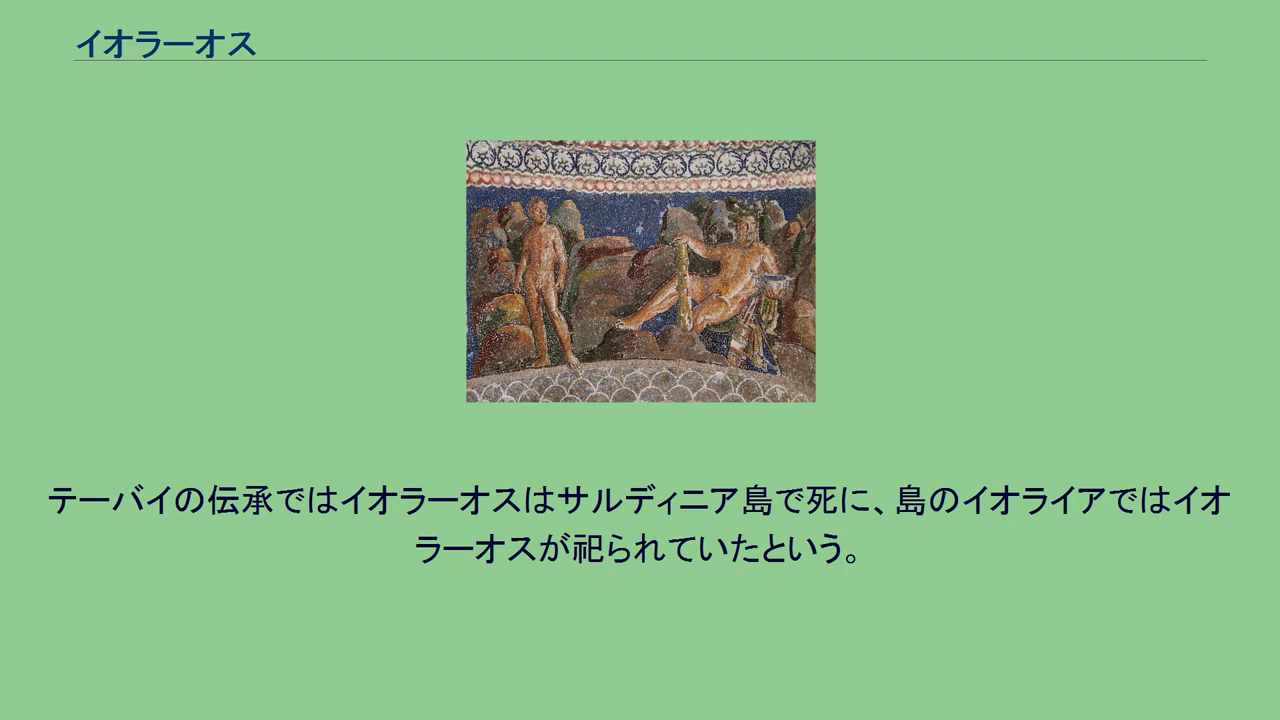 イオラーオス
テーバイの伝承ではイオラーオスはサルディニア島で死に、島のイオライアではイオ
ラーオスが祀られていたという。